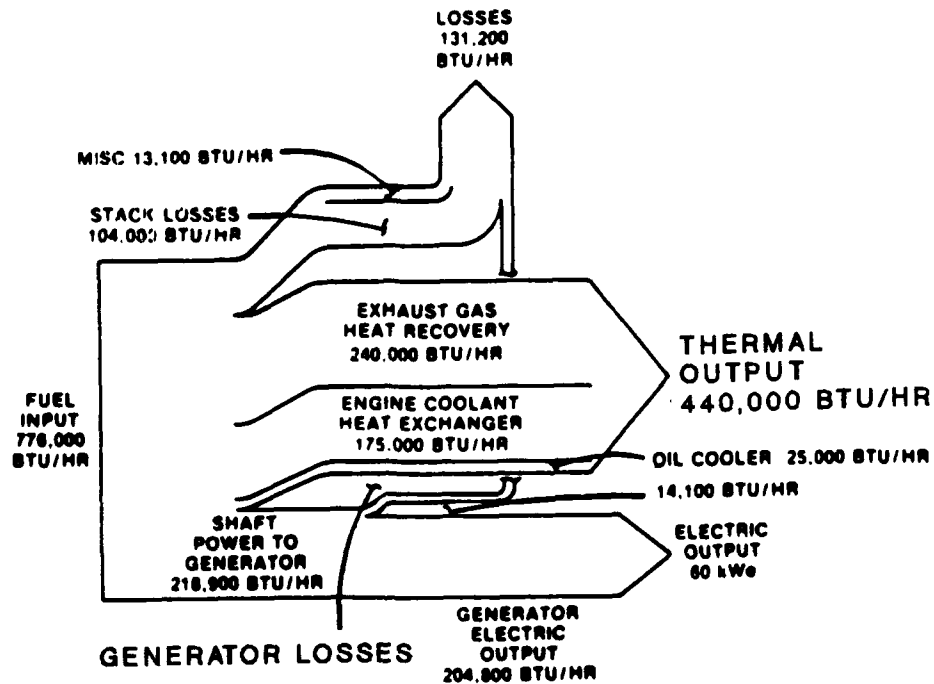 LOSSES
131,200
BTU/HR
MISC 13,100 BTU/HR
STACK LOSSES
104,000 BTU/HR
EXHAUST GAS
HEAT RECOVERY
240,000 BTU/HR
THERMAL
OUTPUT
440,000 BTU/HR
FUEL
INPUT
776,000
BTU/HR
ENGINE COOLANT
HEAT EXCHANGER
175,000 BTU/HR
OIL COOLER 25,000 BTU/HR
14,100 BTU/HR
SHAFT
POWER TO
GENERATOR
218,900 BTU/HR
ELECTRIC
OUTPUT
60 kWe
GENERATOR LOSSES
GENERATOR
ELECTRIC
OUTPUT
204,800 BTU/HR